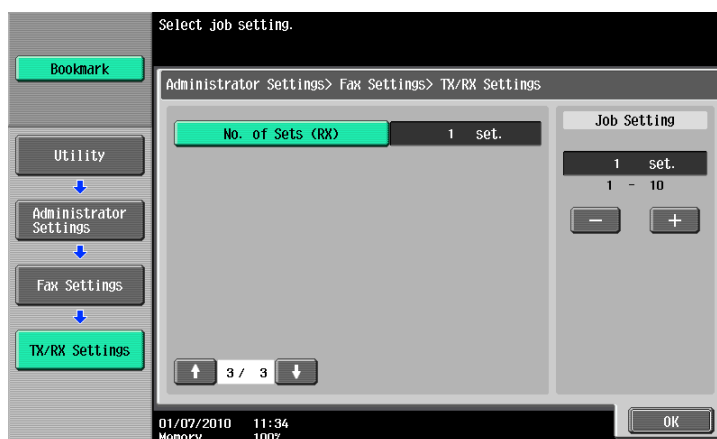 Select job setting.
Bookmark
Administrator Settings> Fax Settings> TX/RX Settings
Utility
Administrator
Settings
Fax Settings
TX/RX Settings
No. of Sets (RX)
1 set.
3/ 3
Job Setting
1 set.
1 - 10
− +
OK
01/07/2010 11:34
Memory 100%